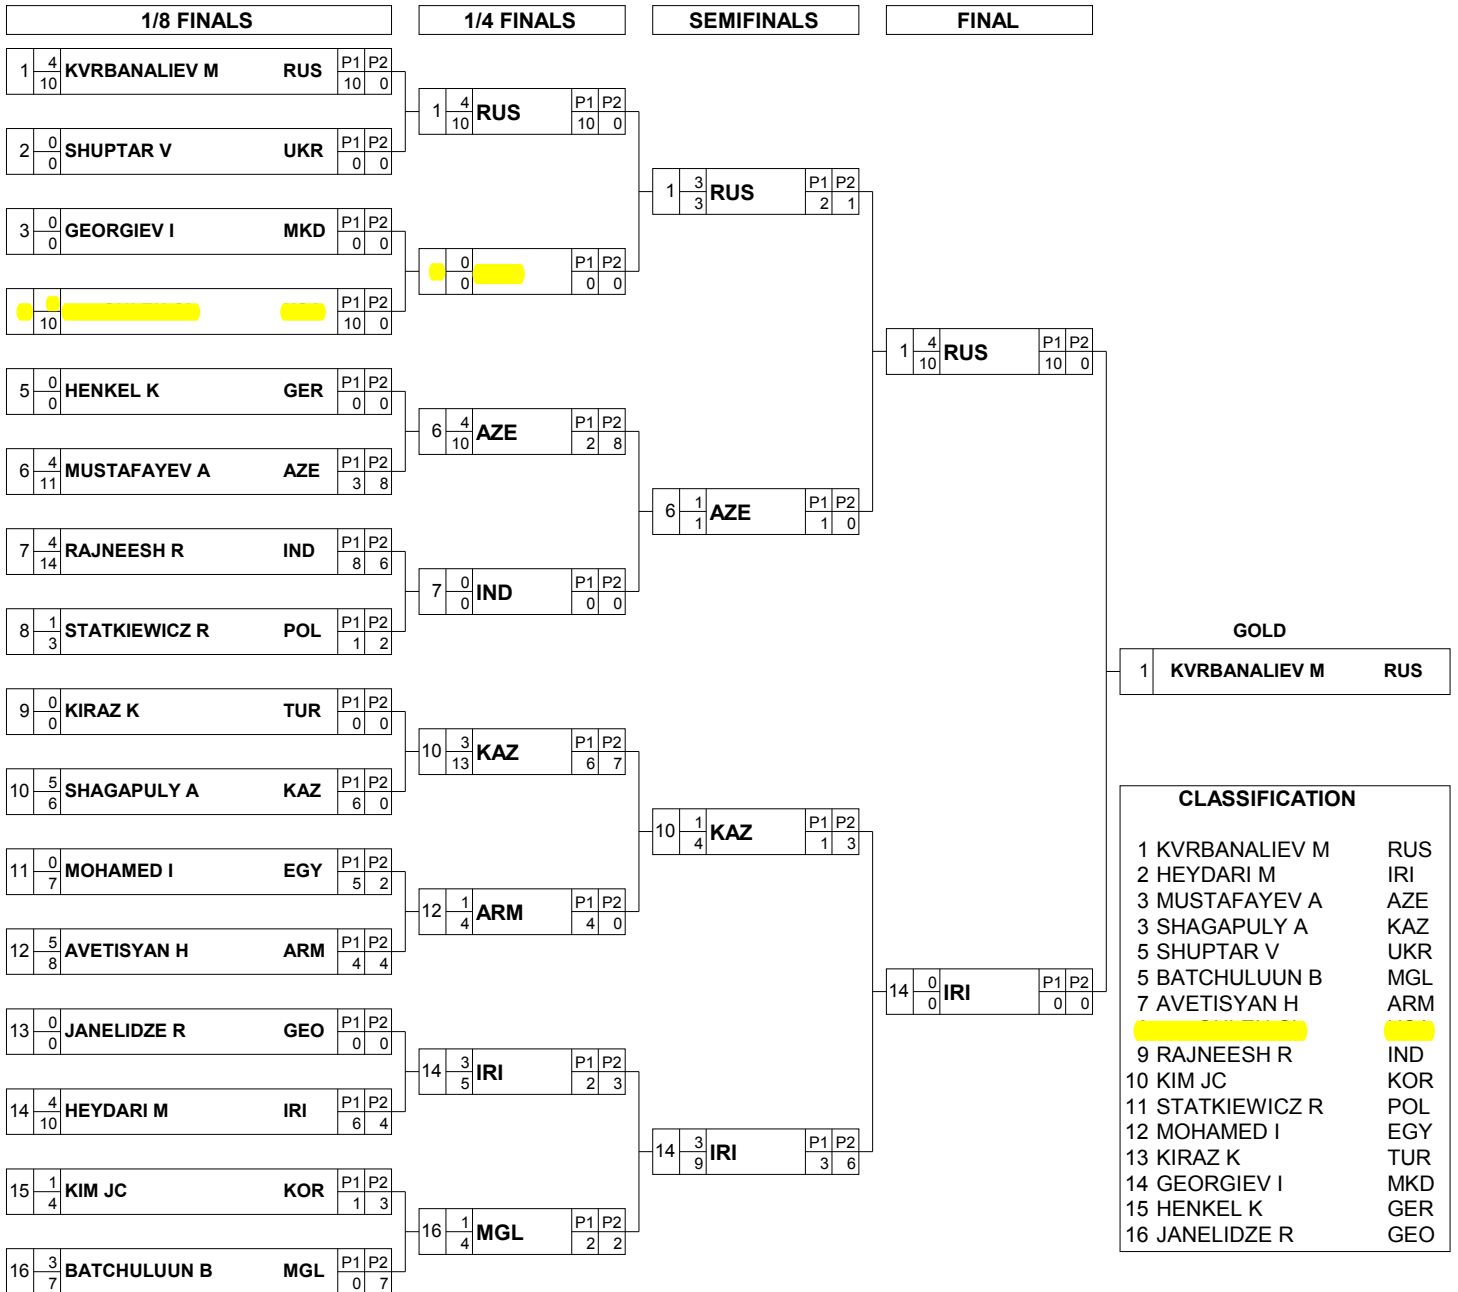 1/8 FINALS 1/4 FINALS SEMIFINALS FINAL
1 4 10 KVRBANALIEV M RUS P1 P2 10 0
2 0 0 SHUPTAR V UKR P1 P2 0 0
3 0 0 GEORGIEV I MKD P1 P2 0 0
10 P1 P2 10 0
5 0 0 HENKEL K GER P1 P2 0 0
6 4 11 MUSTAFAYEV A AZE P1 P2 3 8
7 4 14 RAJNEESH R IND P1 P2 8 6
8 1 3 STATKIEWICZ R POL P1 P2 1 2
9 0 0 KIRAZ K TUR P1 P2 0 0
10 5 6 SHAGAPULY A KAZ P1 P2 6 0
11 0 7 MOHAMED I EGY P1 P2 5 2
12 5 8 AVETISYAN H ARM P1 P2 4 4
13 0 0 JANELIDZE R GEO P1 P2 0 0
14 4 10 HEYDARI M IRI P1 P2 6 4
15 1 4 KIM JC KOR P1 P2 1 3
16 3 7 BATCHULUUN B MGL P1 P2 0 7
1 4 10 RUS P1 P2 10 0
0 0 P1 P2 0 0
6 4 10 AZE P1 P2 2 8
7 0 0 IND P1 P2 0 0
10 3 13 KAZ P1 P2 6 7
12 1 4 ARM P1 P2 4 0
14 3 5 IRI P1 P2 2 3
16 1 4 MGL P1 P2 2 2
1 3 3 RUS P1 P2 2 1
6 1 1 AZE P1 P2 1 0
10 1 4 KAZ P1 P2 1 3
14 3 9 IRI P1 P2 3 6
1 4 10 RUS P1 P2 10 0
14 0 0 IRI P1 P2 0 0
GOLD
1 KVRBANALIEV M RUS
CLASSIFICATION
1 KVRBANALIEV M RUS
2 HEYDARI M IRI
3 MUSTAFAYEV A AZE
3 SHAGAPULY A KAZ
5 SHUPTAR V UKR
5 BATCHULUUN B MGL
7 AVETISYAN H ARM
9 RAJNEESH R IND
10 KIM JC KOR
11 STATKIEWICZ R POL
12 MOHAMED I EGY
13 KIRAZ K TUR
14 GEORGIEV I MKD
15 HENKEL K GER
16 JANELIDZE R GEO